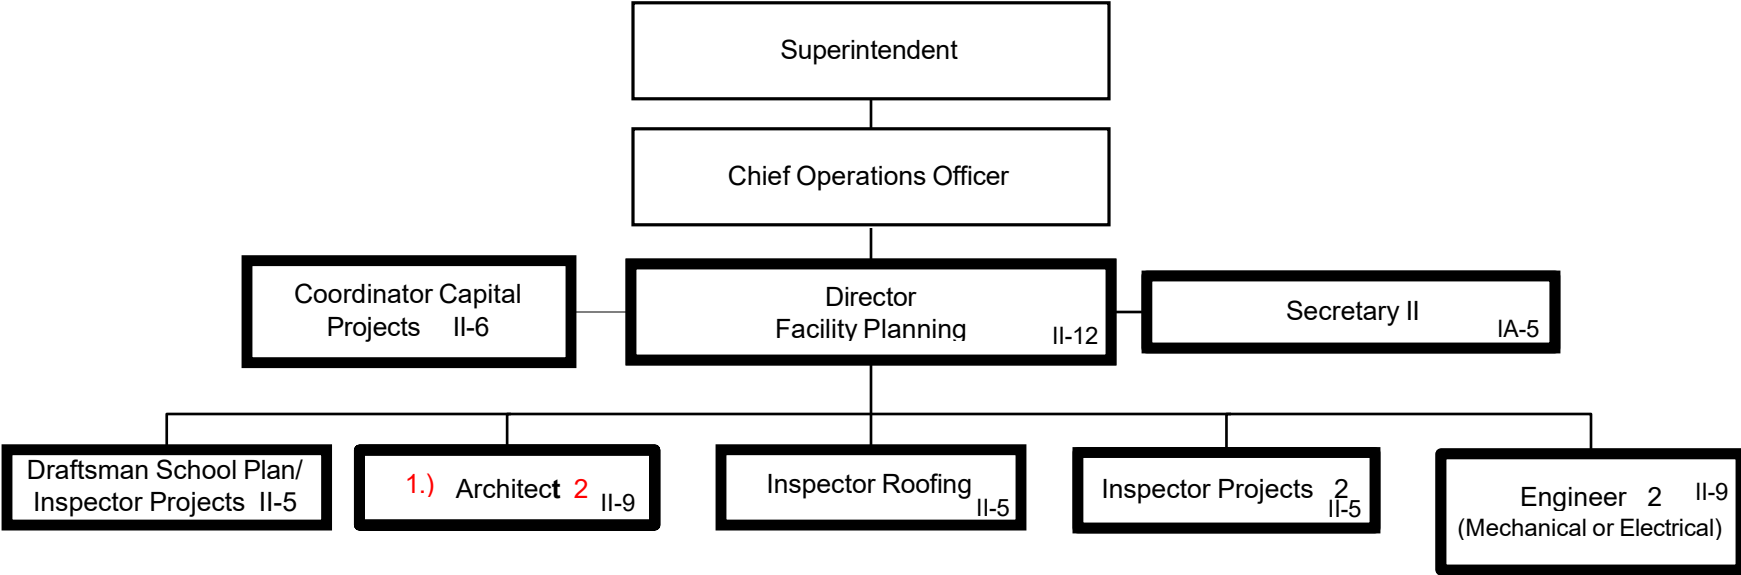 Superintendent
Chief Operations Officer
Coordinator Capital
Projects II-6
Director
Facility Planning II-12
Secretary II
IA-5
Draftsman School Plan/
Inspector Projects II-5
1.) Architect 2 II-9
Inspector Roofing
II-5
Inspector Projects 2
II-5
Engineer 2 II-9
(Mechanical or Electrical)